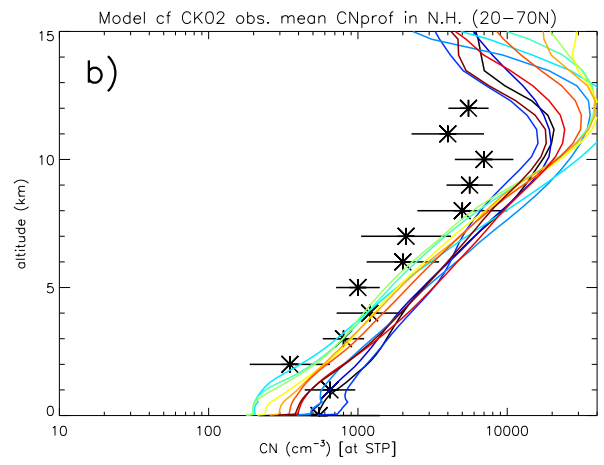 Model cf CK02 obs. mean CNprof in N.H. (20-70N)
15
b)
10
altitude (km)
5
0
10 100 1000 10000
CN (cm⁻³) [at STP]